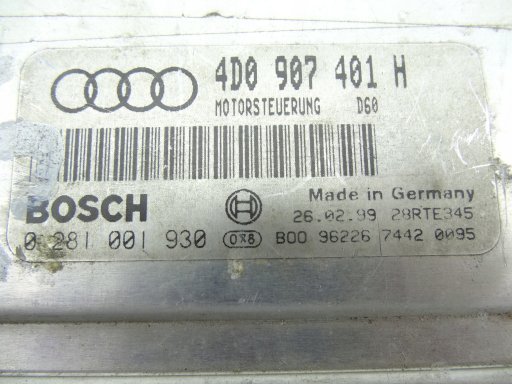 4D0 907 401 H
MOTORSTEUERUNG D60
BOSCH
Made in Germany
26.02.99 28RTE345
0 281 001 930 0X8 B00 96226 7442 0095